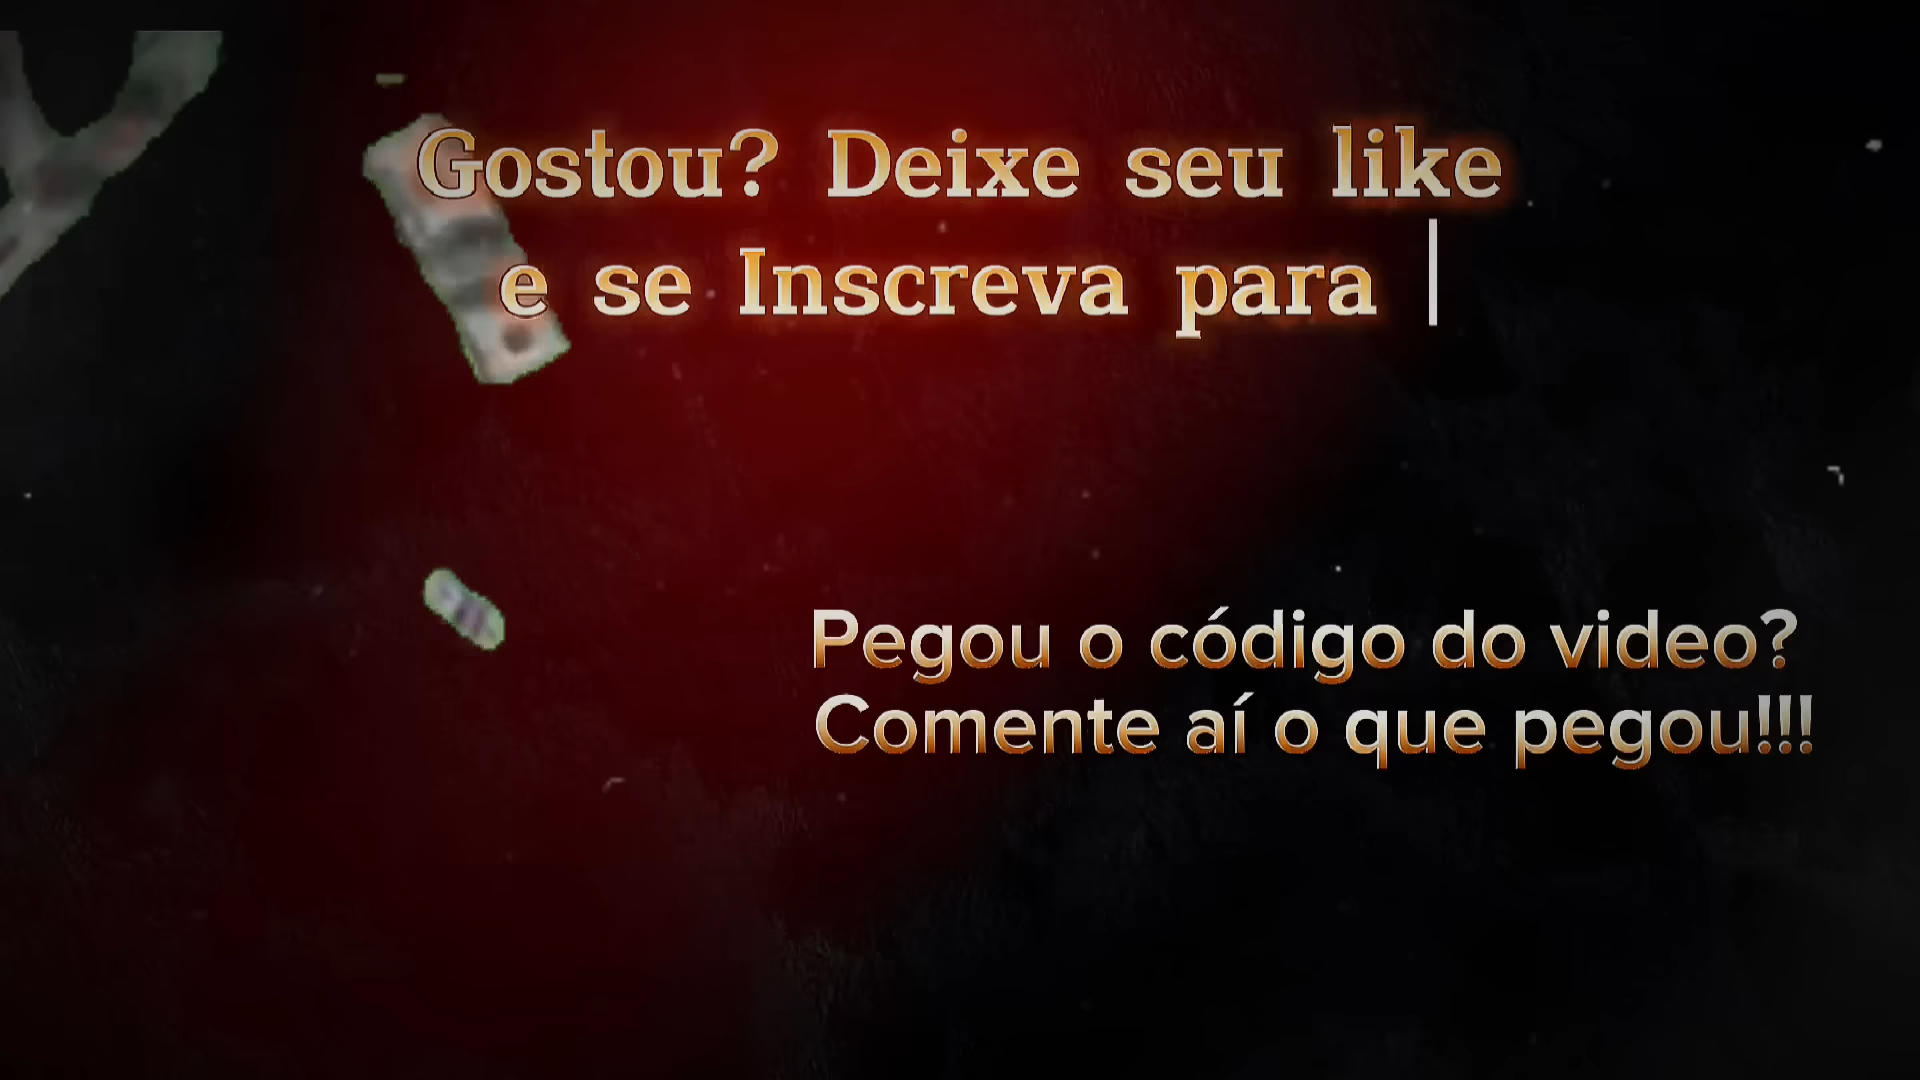 Gostou? Deixe seu like
e se Inscreva para
Pegou o código do video?
Comente aí o que pegou!!!